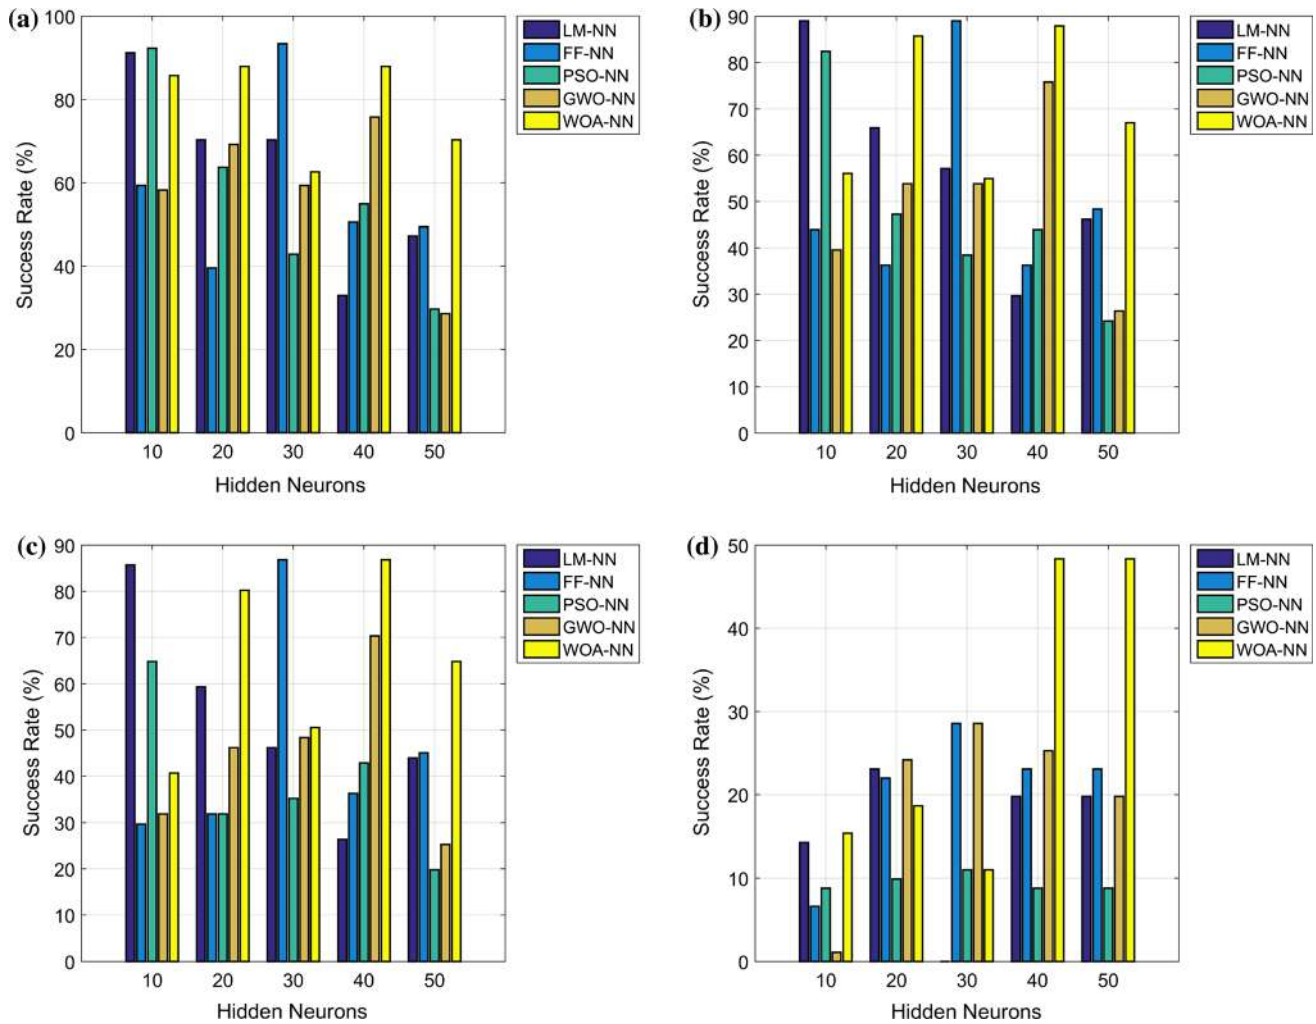 (a)
100
80
60
40
20
0
Success Rate (%)
10 20 30 40 50
Hidden Neurons
LM-NN
FF-NN
PSO-NN
GWO-NN
WOA-NN
(b)
90
80
70
60
50
40
30
20
10
0
Success Rate (%)
10 20 30 40 50
Hidden Neurons
LM-NN
FF-NN
PSO-NN
GWO-NN
WOA-NN
(c)
90
80
70
60
50
40
30
20
10
0
Success Rate (%)
10 20 30 40 50
Hidden Neurons
LM-NN
FF-NN
PSO-NN
GWO-NN
WOA-NN
(d)
50
40
30
20
10
0
Success Rate (%)
10 20 30 40 50
Hidden Neurons
LM-NN
FF-NN
PSO-NN
GWO-NN
WOA-NN